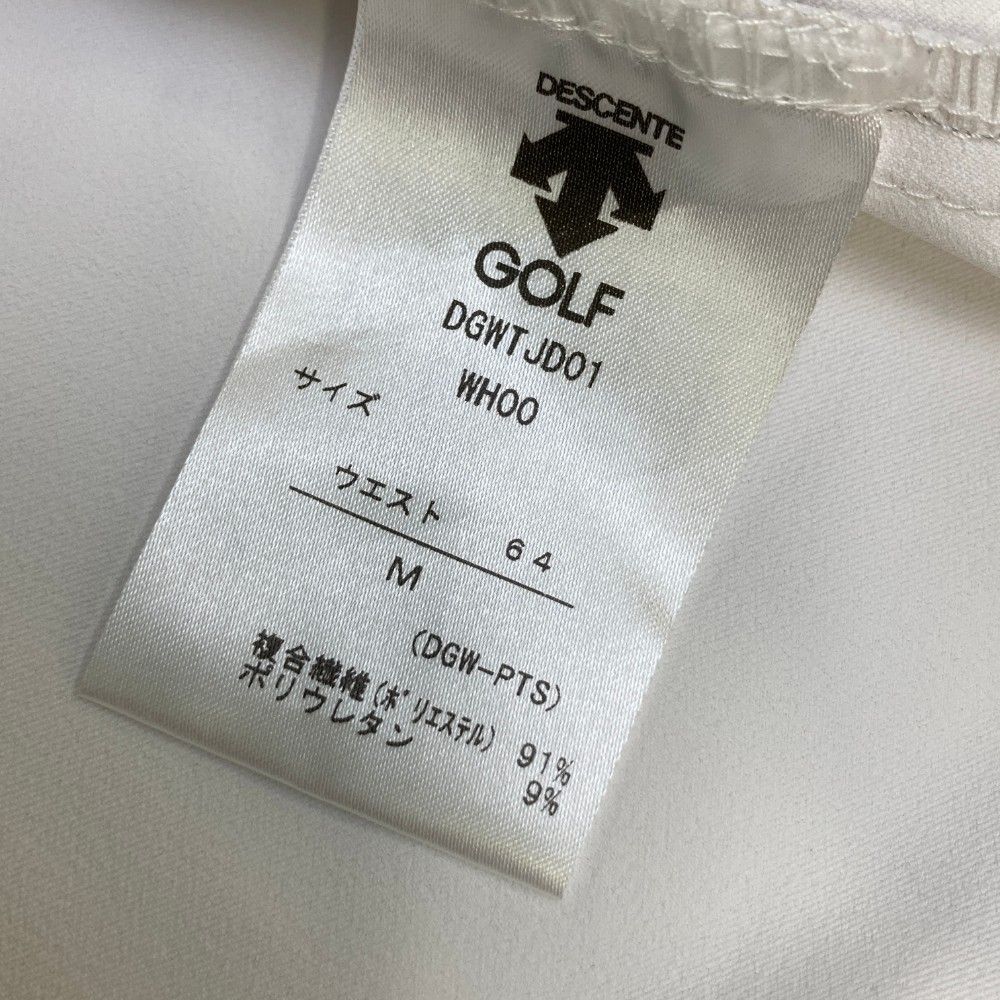 DESCENTE
GOLF
DGWTJD01
WH00
サイズ
ウエスト 64
M
(DGW-PTS)
複合繊維(ポリエステル) 91%
ポリウレタン 9%